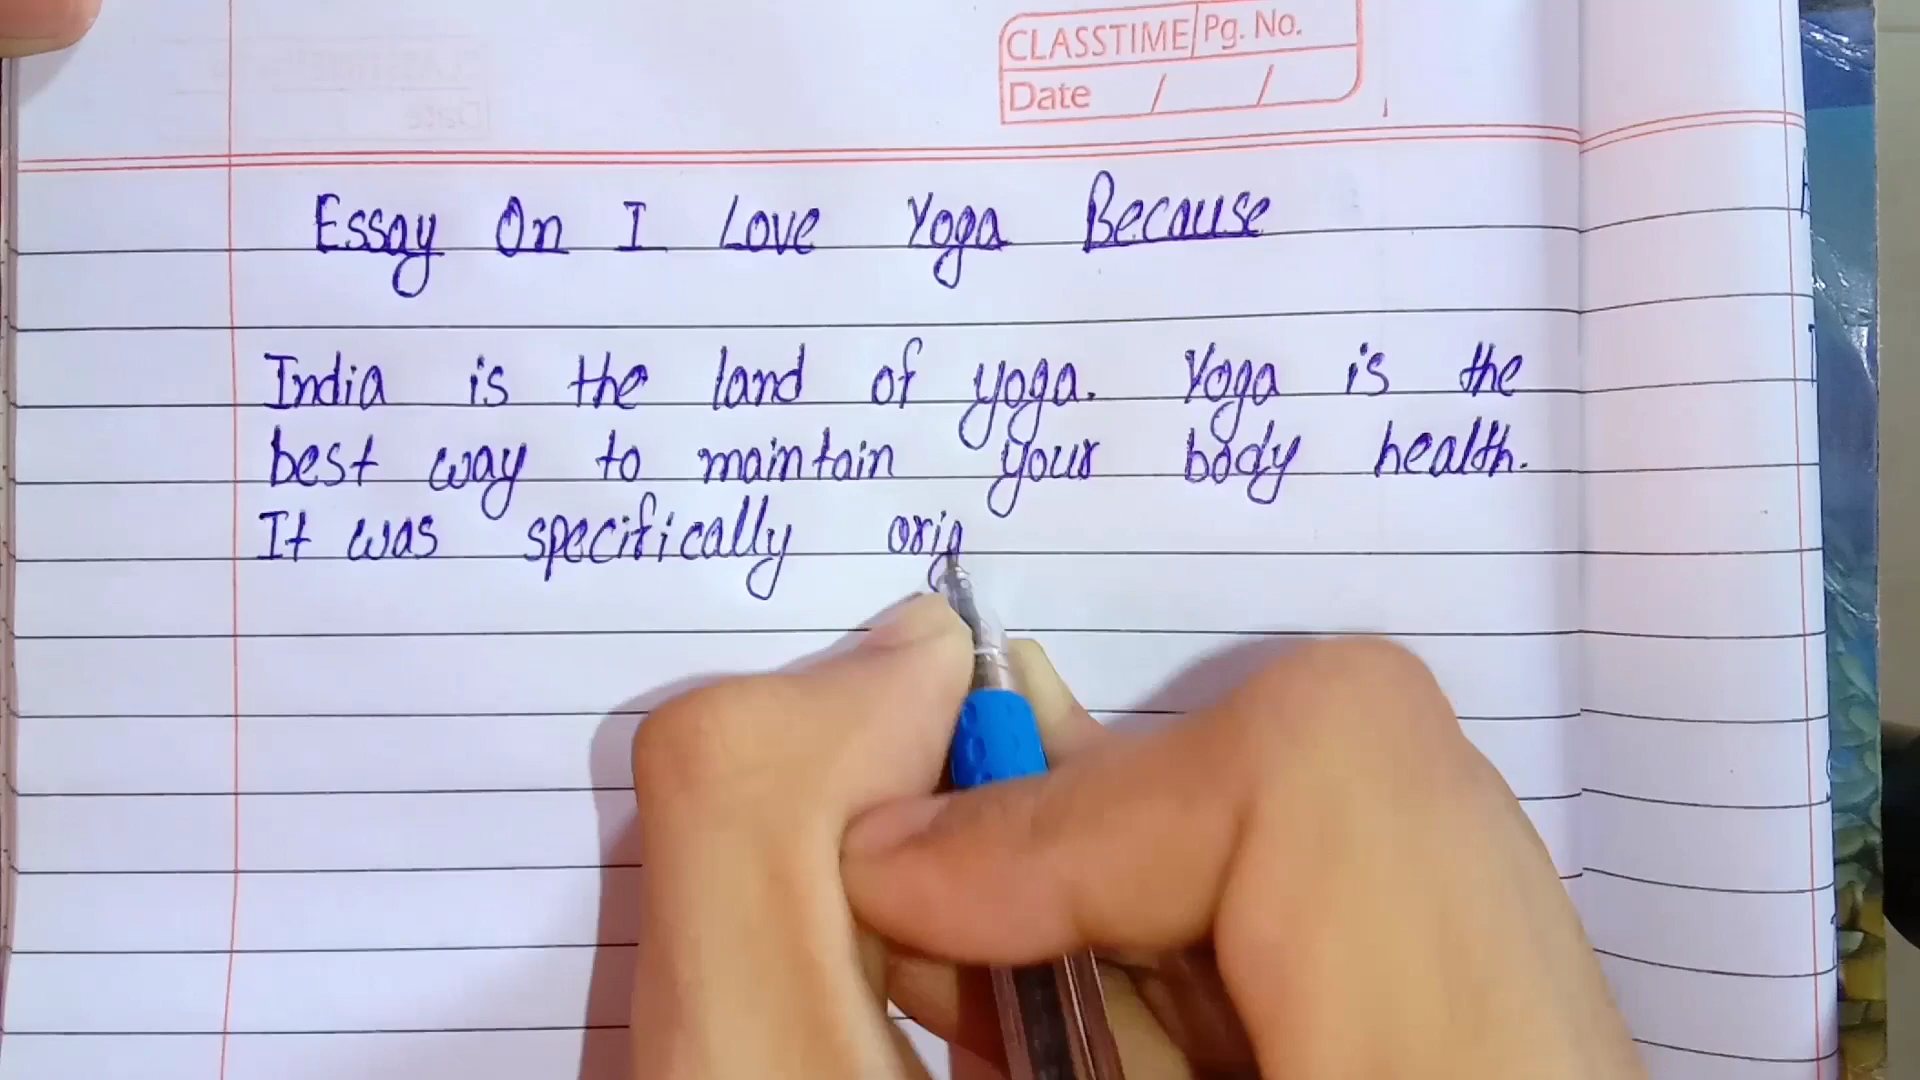 CLASSTIME Pg. No.
Date / /
Essay On I Love Yoga Because
India is the land of yoga. Yoga is the
best way to maintain your body health.
It was specifically orig